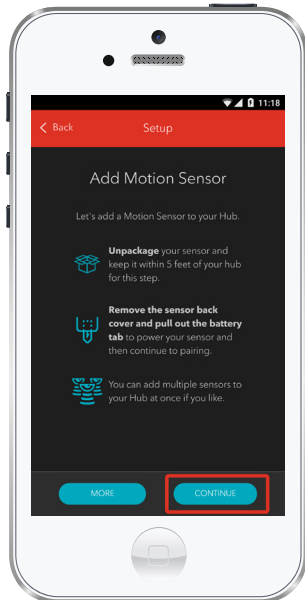 11:18
Back Setup
Add Motion Sensor
Let's add a Motion Sensor to your Hub.
Unpackage your sensor and
keep it within 5 feet of your hub
for this step.
Remove the sensor back
cover and pull out the battery
tab to power your sensor and
then continue to pairing.
You can add multiple sensors to
your Hub at once if you like.
MORE CONTINUE